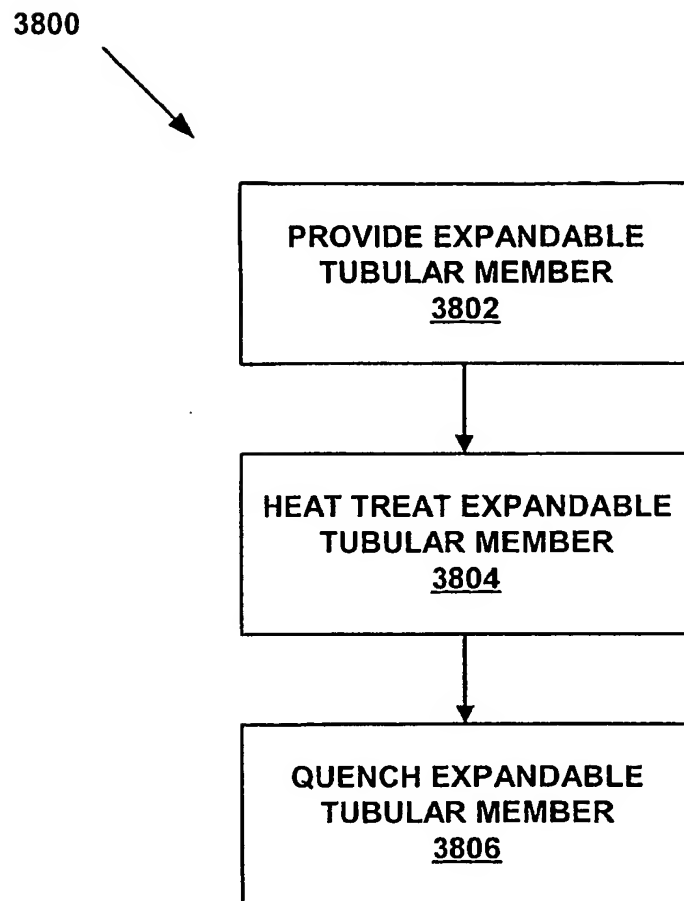 3800
PROVIDE EXPANDABLE
TUBULAR MEMBER
3802
HEAT TREAT EXPANDABLE
TUBULAR MEMBER
3804
QUENCH EXPANDABLE
TUBULAR MEMBER
3806